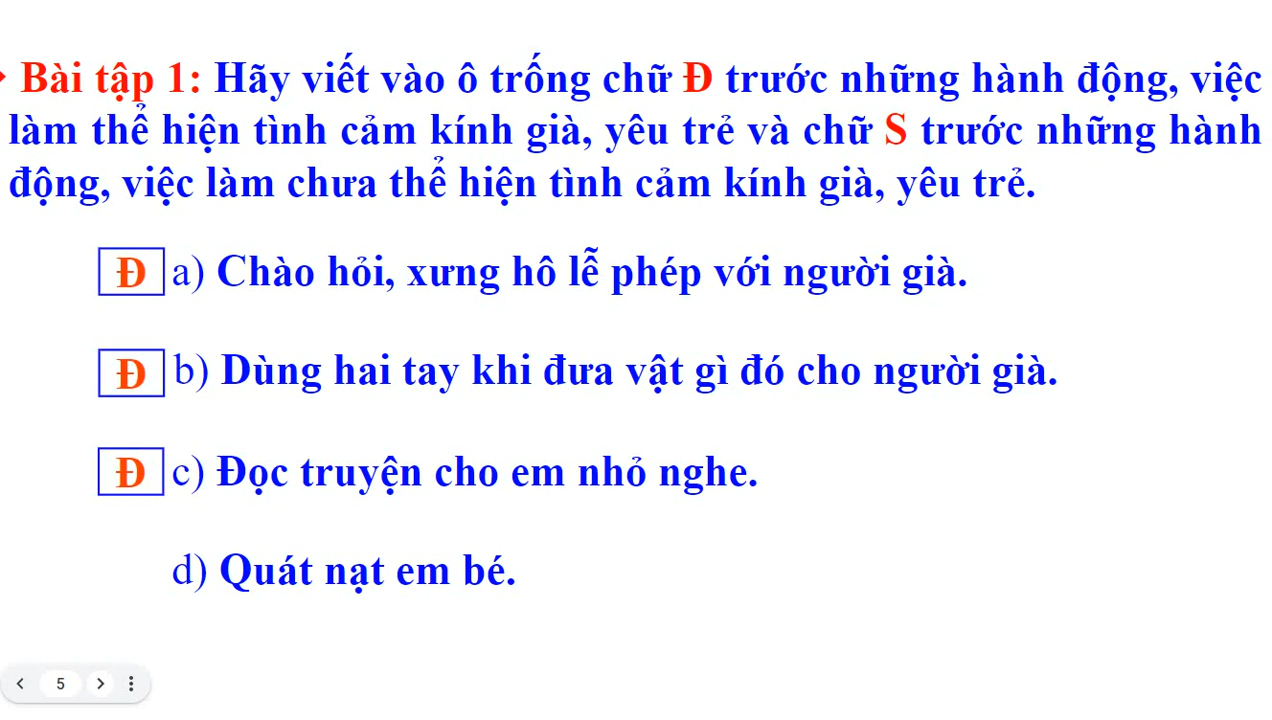 Bài tập 1: Hãy viết vào ô trống chữ Đ trước những hành động, việc
làm thể hiện tình cảm kính già, yêu trẻ và chữ S trước những hành
động, việc làm chưa thể hiện tình cảm kính già, yêu trẻ.
Đ a) Chào hỏi, xưng hô lễ phép với người già.
Đ b) Dùng hai tay khi đưa vật gì đó cho người già.
Đ c) Đọc truyện cho em nhỏ nghe.
d) Quát nạt em bé.
5